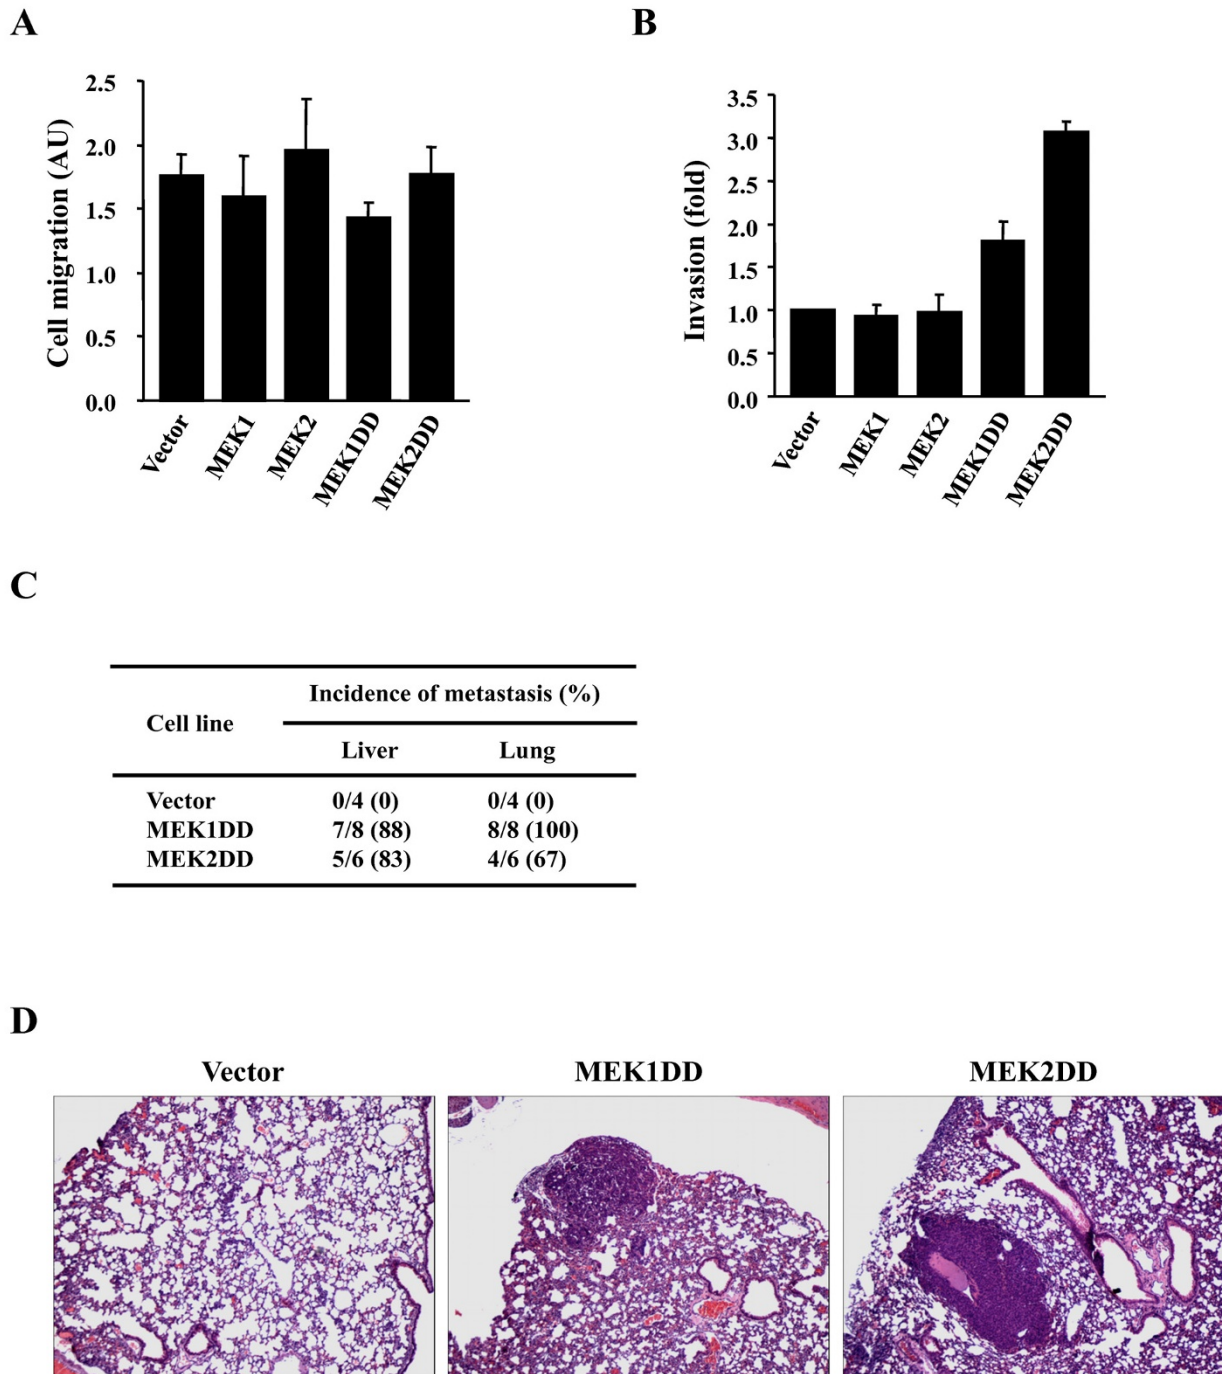 A
Cell migration (AU)
2.5
2.0
1.5
1.0
0.5
0.0
Vector
MEK1
MEK2
MEK1DD
MEK2DD
B
Invasion (fold)
3.5
3.0
2.5
2.0
1.5
1.0
0.5
0.0
Vector
MEK1
MEK2
MEK1DD
MEK2DD
C
Cell line
Incidence of metastasis (%)
Liver Lung
Vector 0/4 (0) 0/4 (0)
MEK1DD 7/8 (88) 8/8 (100)
MEK2DD 5/6 (83) 4/6 (67)
D
Vector MEK1DD MEK2DD